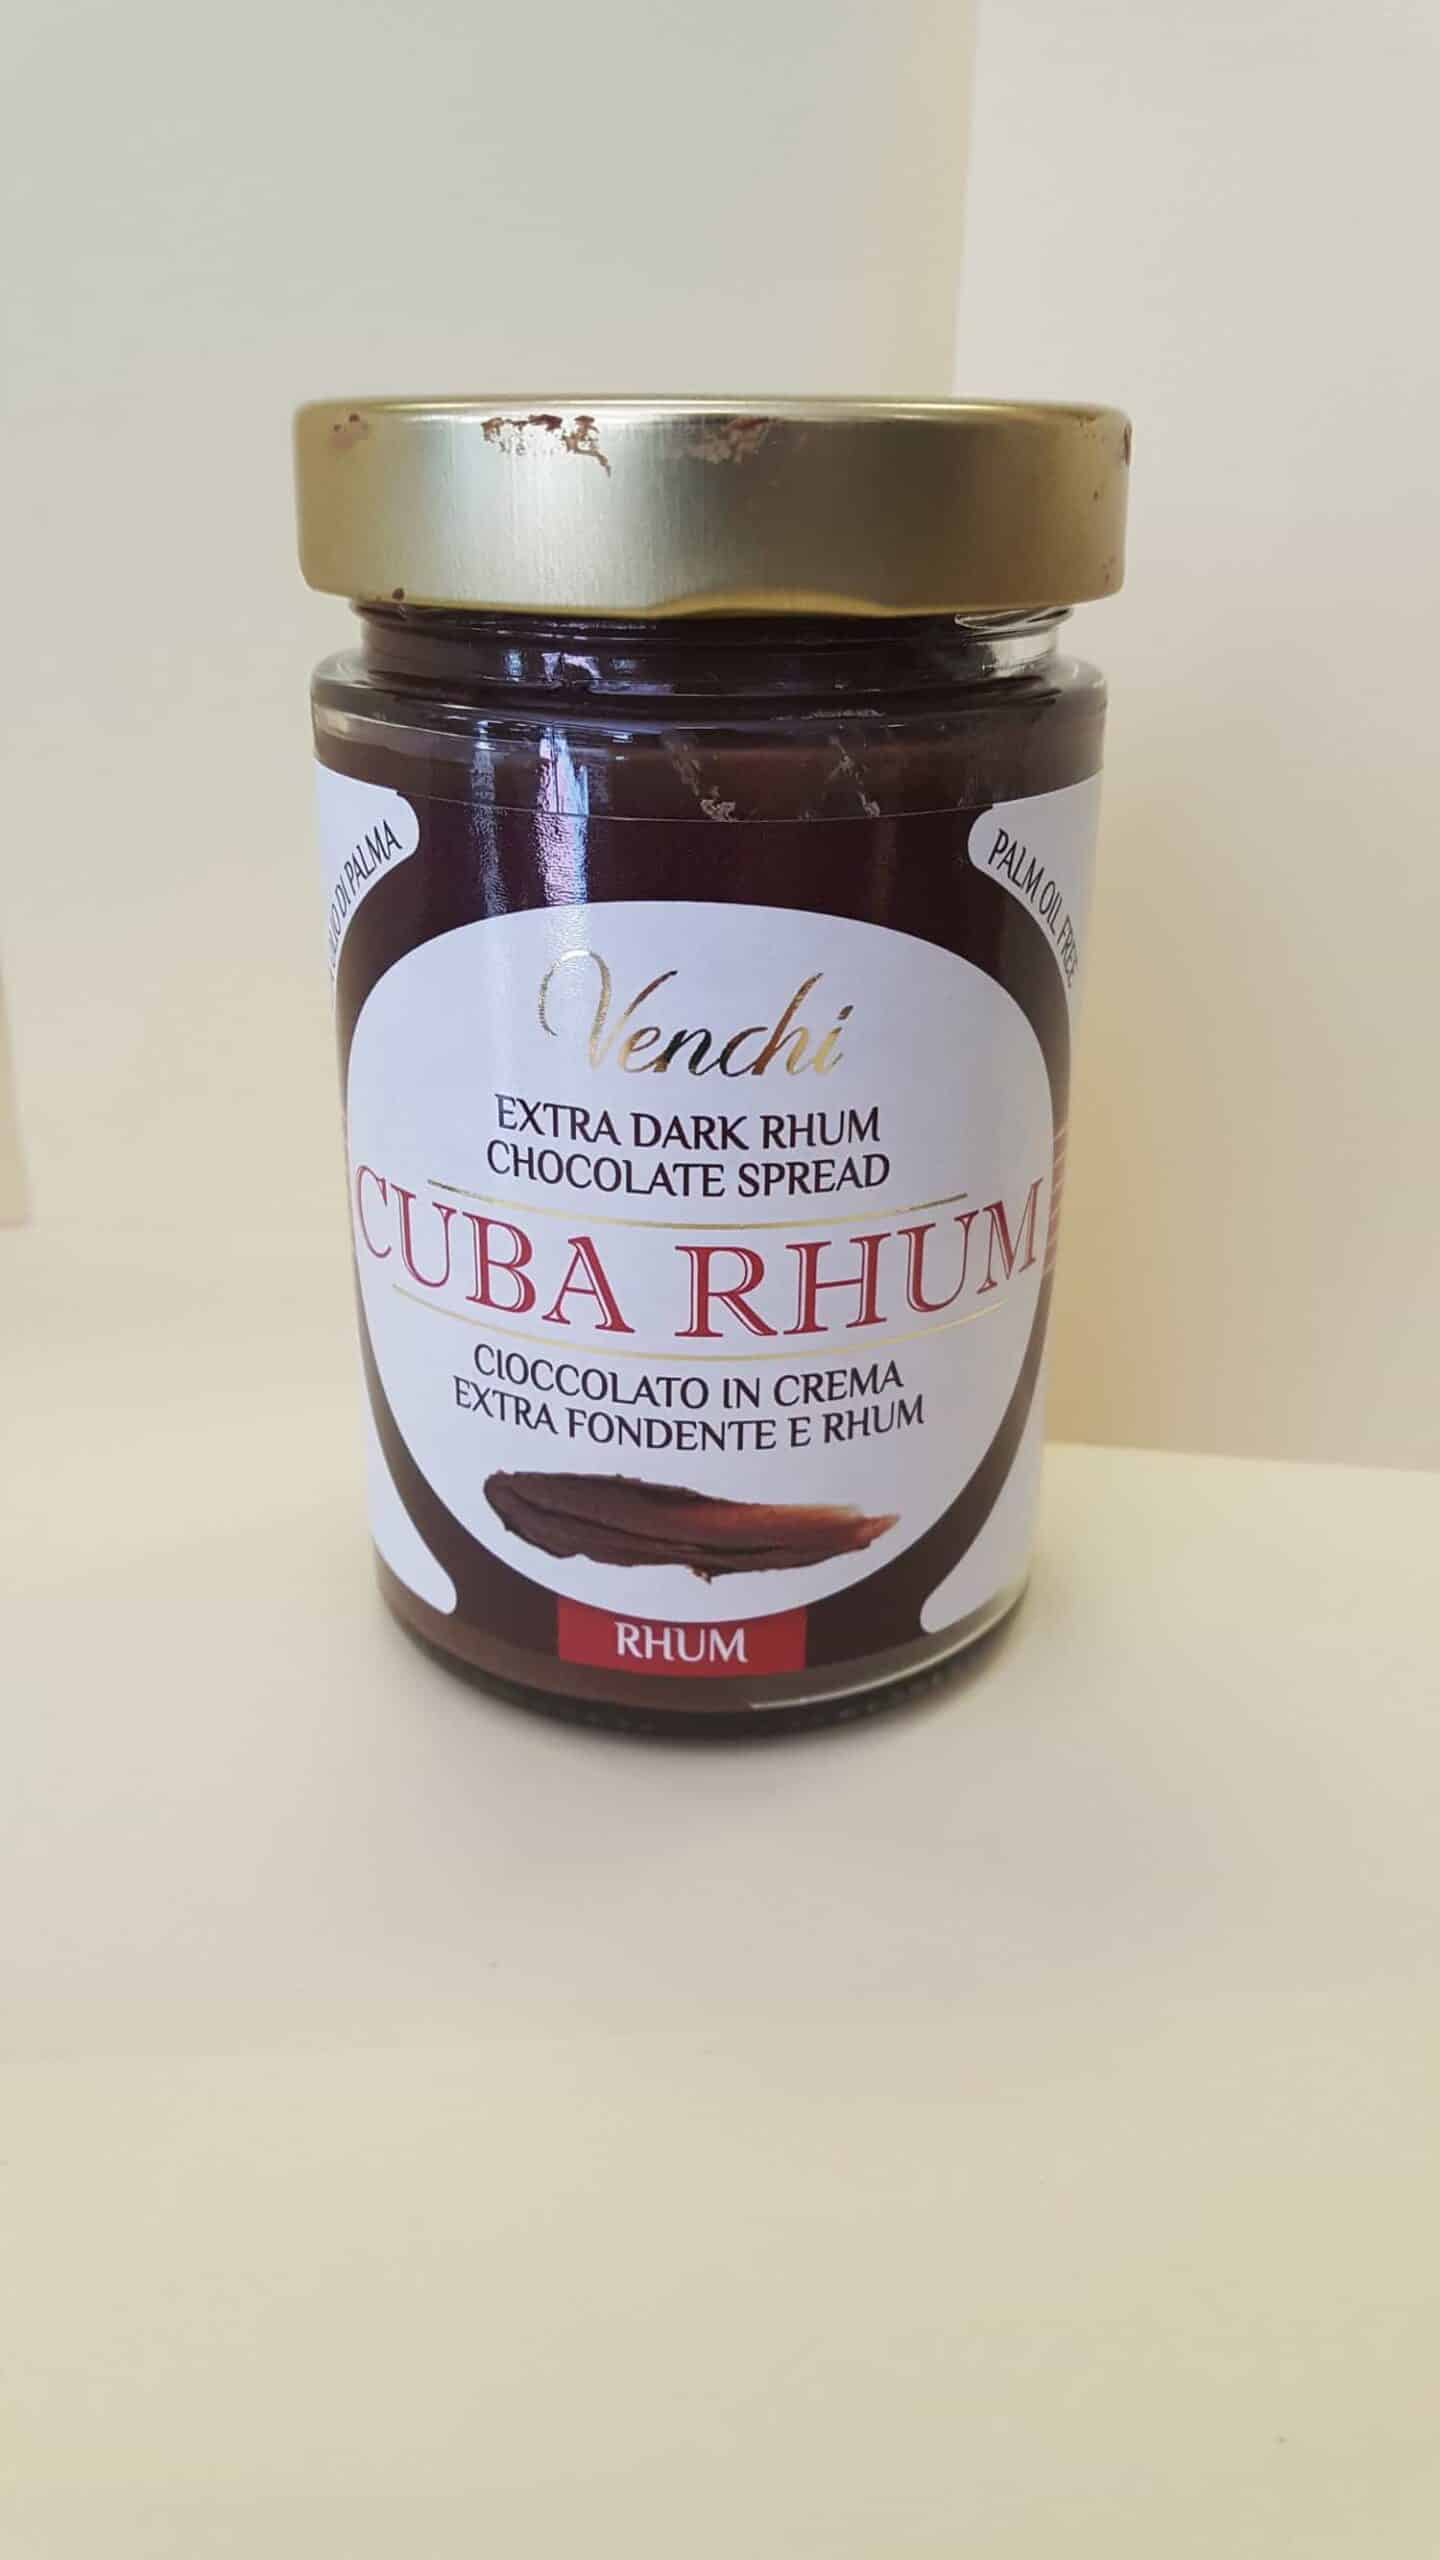 OLIO DI PALMA
PALM OIL FREE
Venchi
EXTRA DARK RHUM
CHOCOLATE SPREAD
CUBA RHUM
CIOCCOLATO IN CREMA
EXTRA FONDENTE E RHUM
RHUM